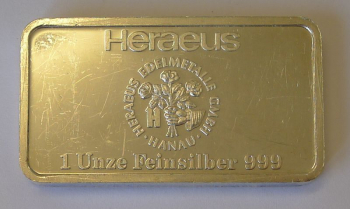 Heraeus
HERAEUS EDELMETALLE GMBH
H
HANAU
1 Unze Feinsilber 999